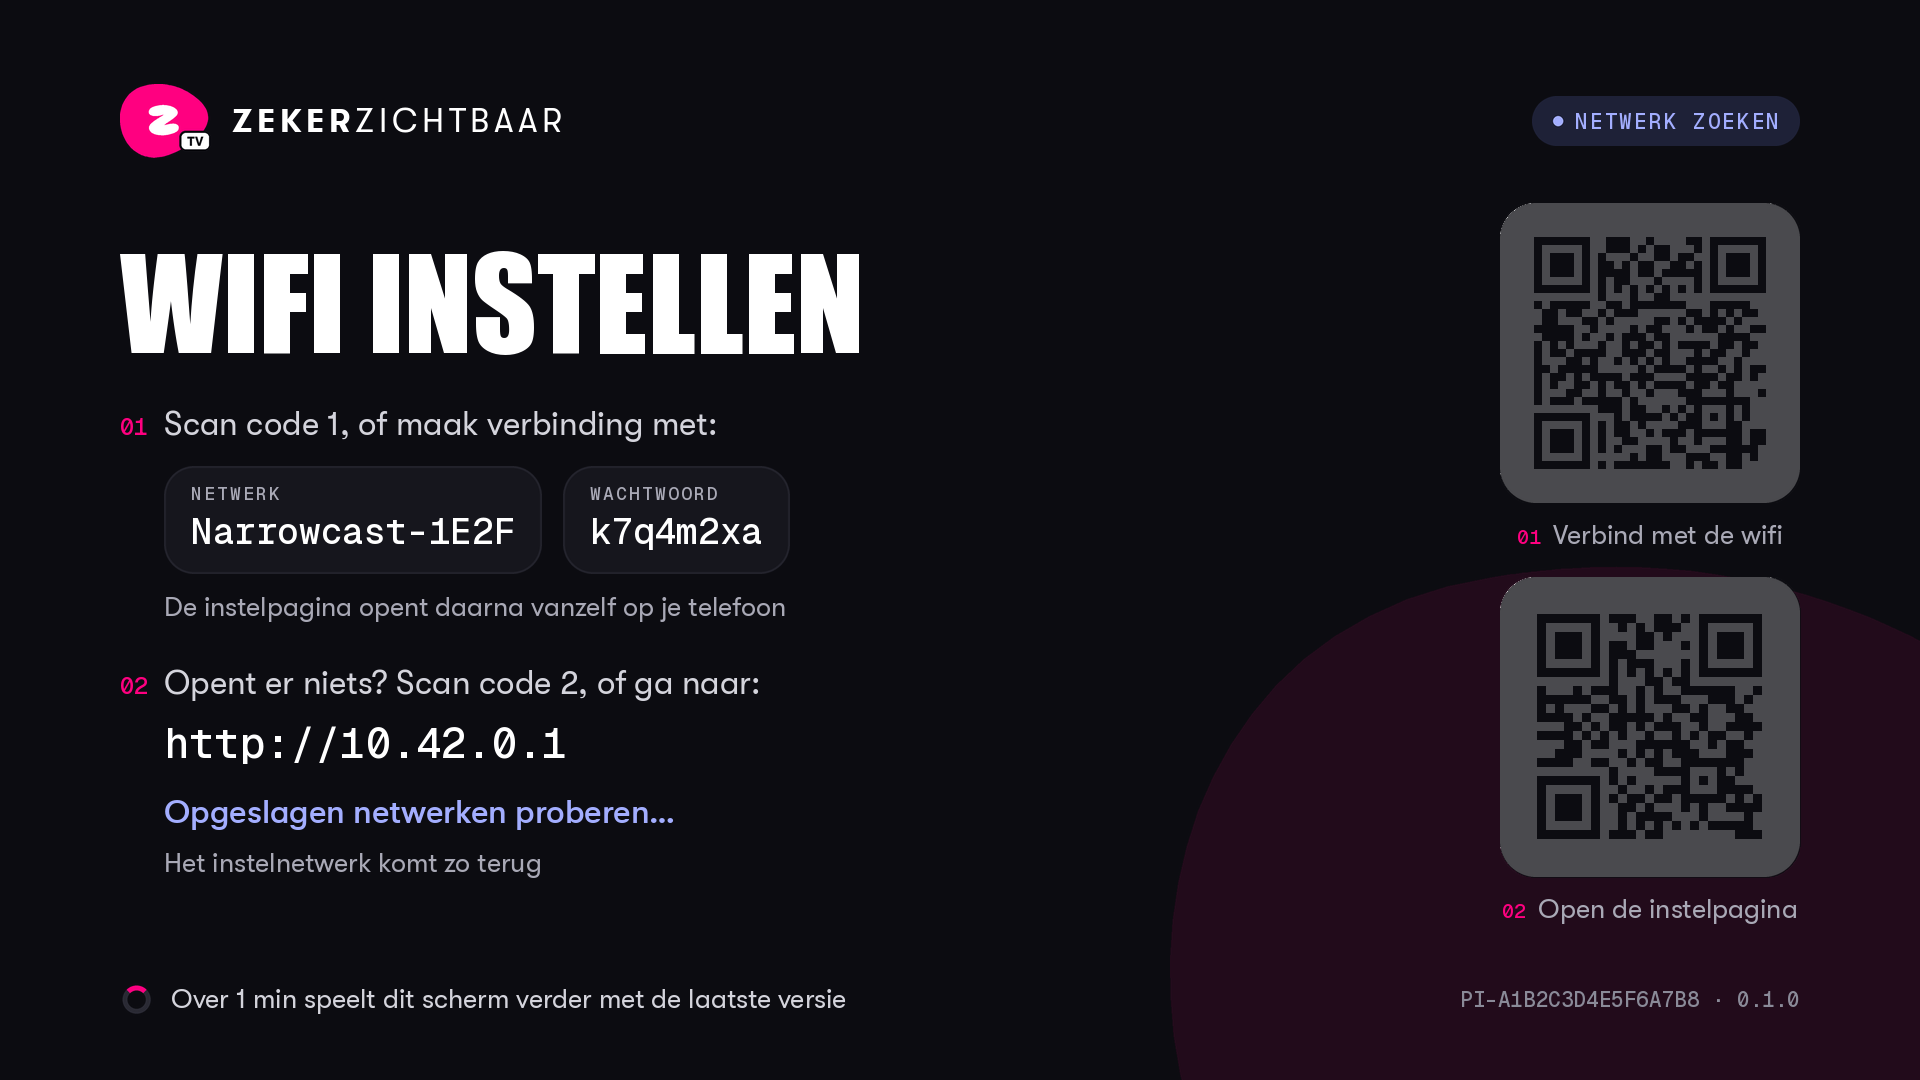 ZEKERZICHTBAAR
TV
NETWERK ZOEKEN
WIFI INSTELLEN
01 Scan code 1, of maak verbinding met:
NETWERK
Narrowcast-1E2F
WACHTWOORD
k7q4m2xa
De instelpagina opent daarna vanzelf op je telefoon
02 Opent er niets? Scan code 2, of ga naar:
http://10.42.0.1
Opgeslagen netwerken proberen...
Het instelnetwerk komt zo terug
01 Verbind met de wifi
02 Open de instelpagina
Over 1 min speelt dit scherm verder met de laatste versie
PI-A1B2C3D4E5F6A7B8 · 0.1.0